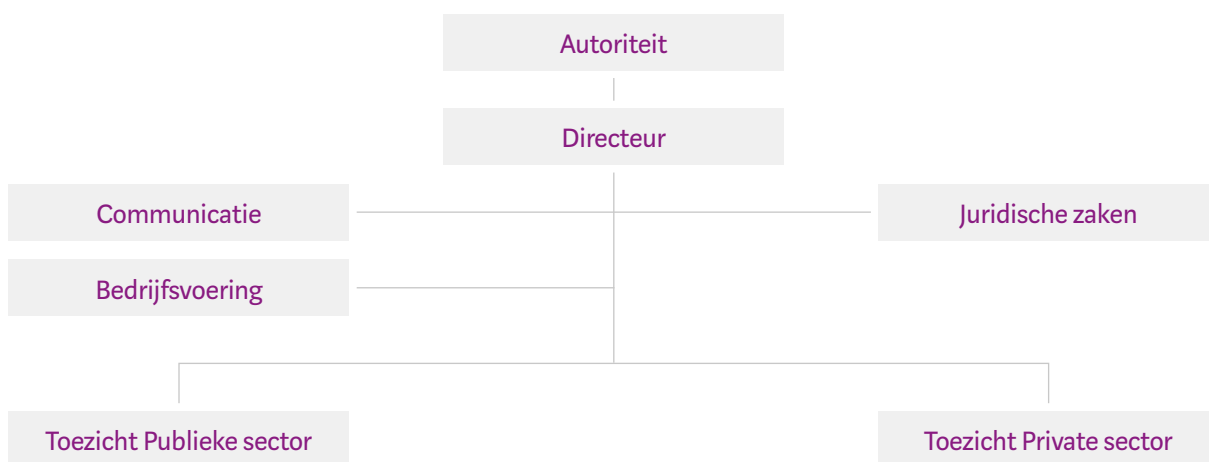 Autoriteit
Directeur
Communicatie
Juridische zaken
Bedrijfsvoering
Toezicht Publieke sector
Toezicht Private sector